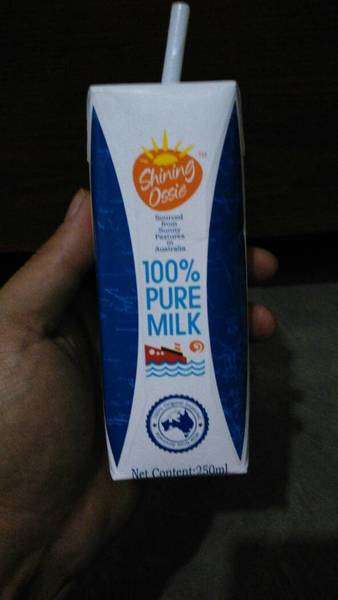 Shining
Ossie
TM
Sourced
from
Sunny
Pastures
in
Australia
100%
PURE
MILK
Net Content:250ml